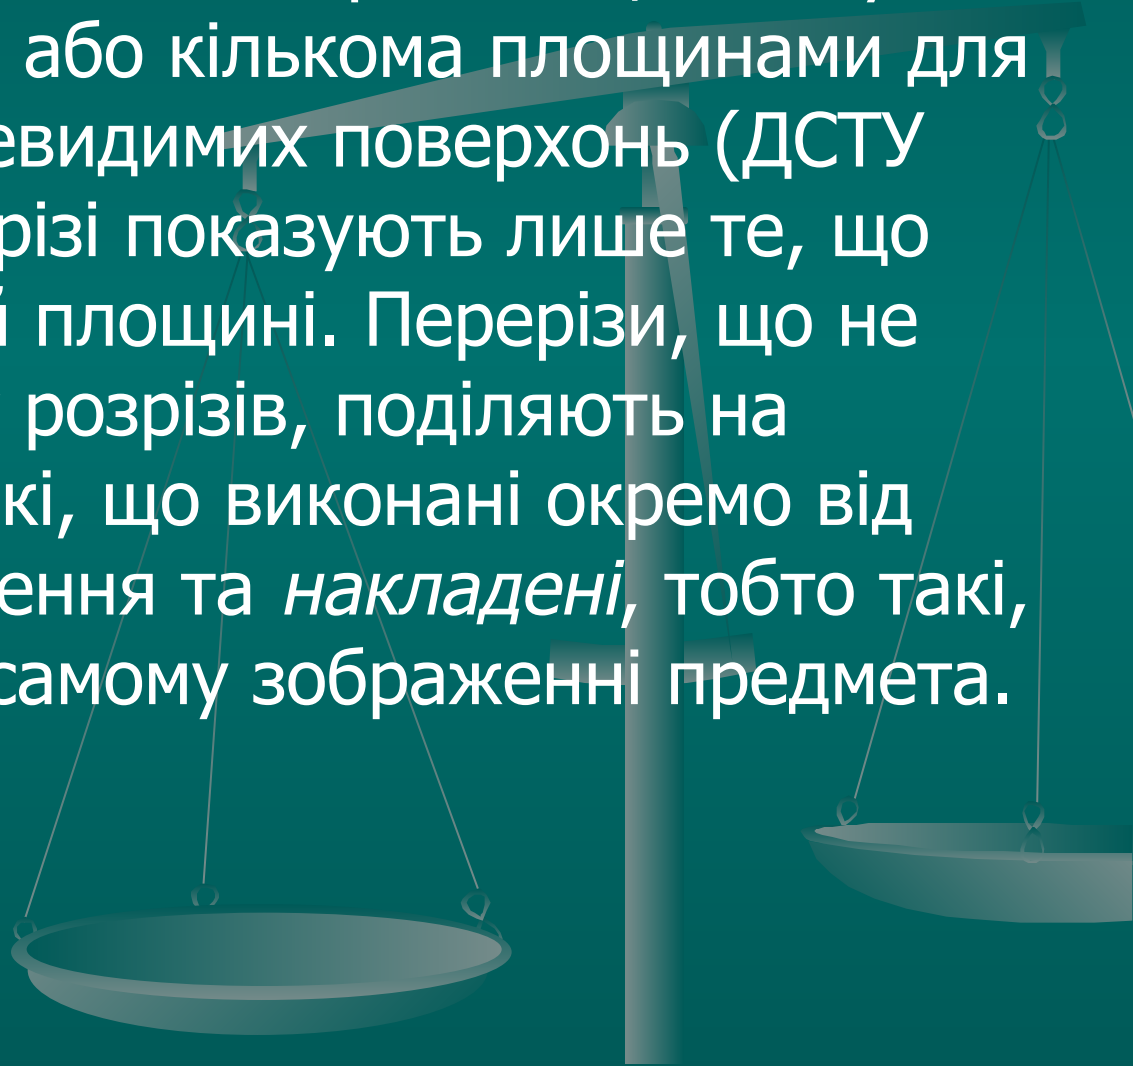 або кількома площинами для
евидимих поверхонь (ДСТУ
різі показують лише те, що
й площині. Перерізи, що не
розрізів, поділяють на
кі, що виконані окремо від
ення та накладені, тобто такі,
самому зображенні предмета.